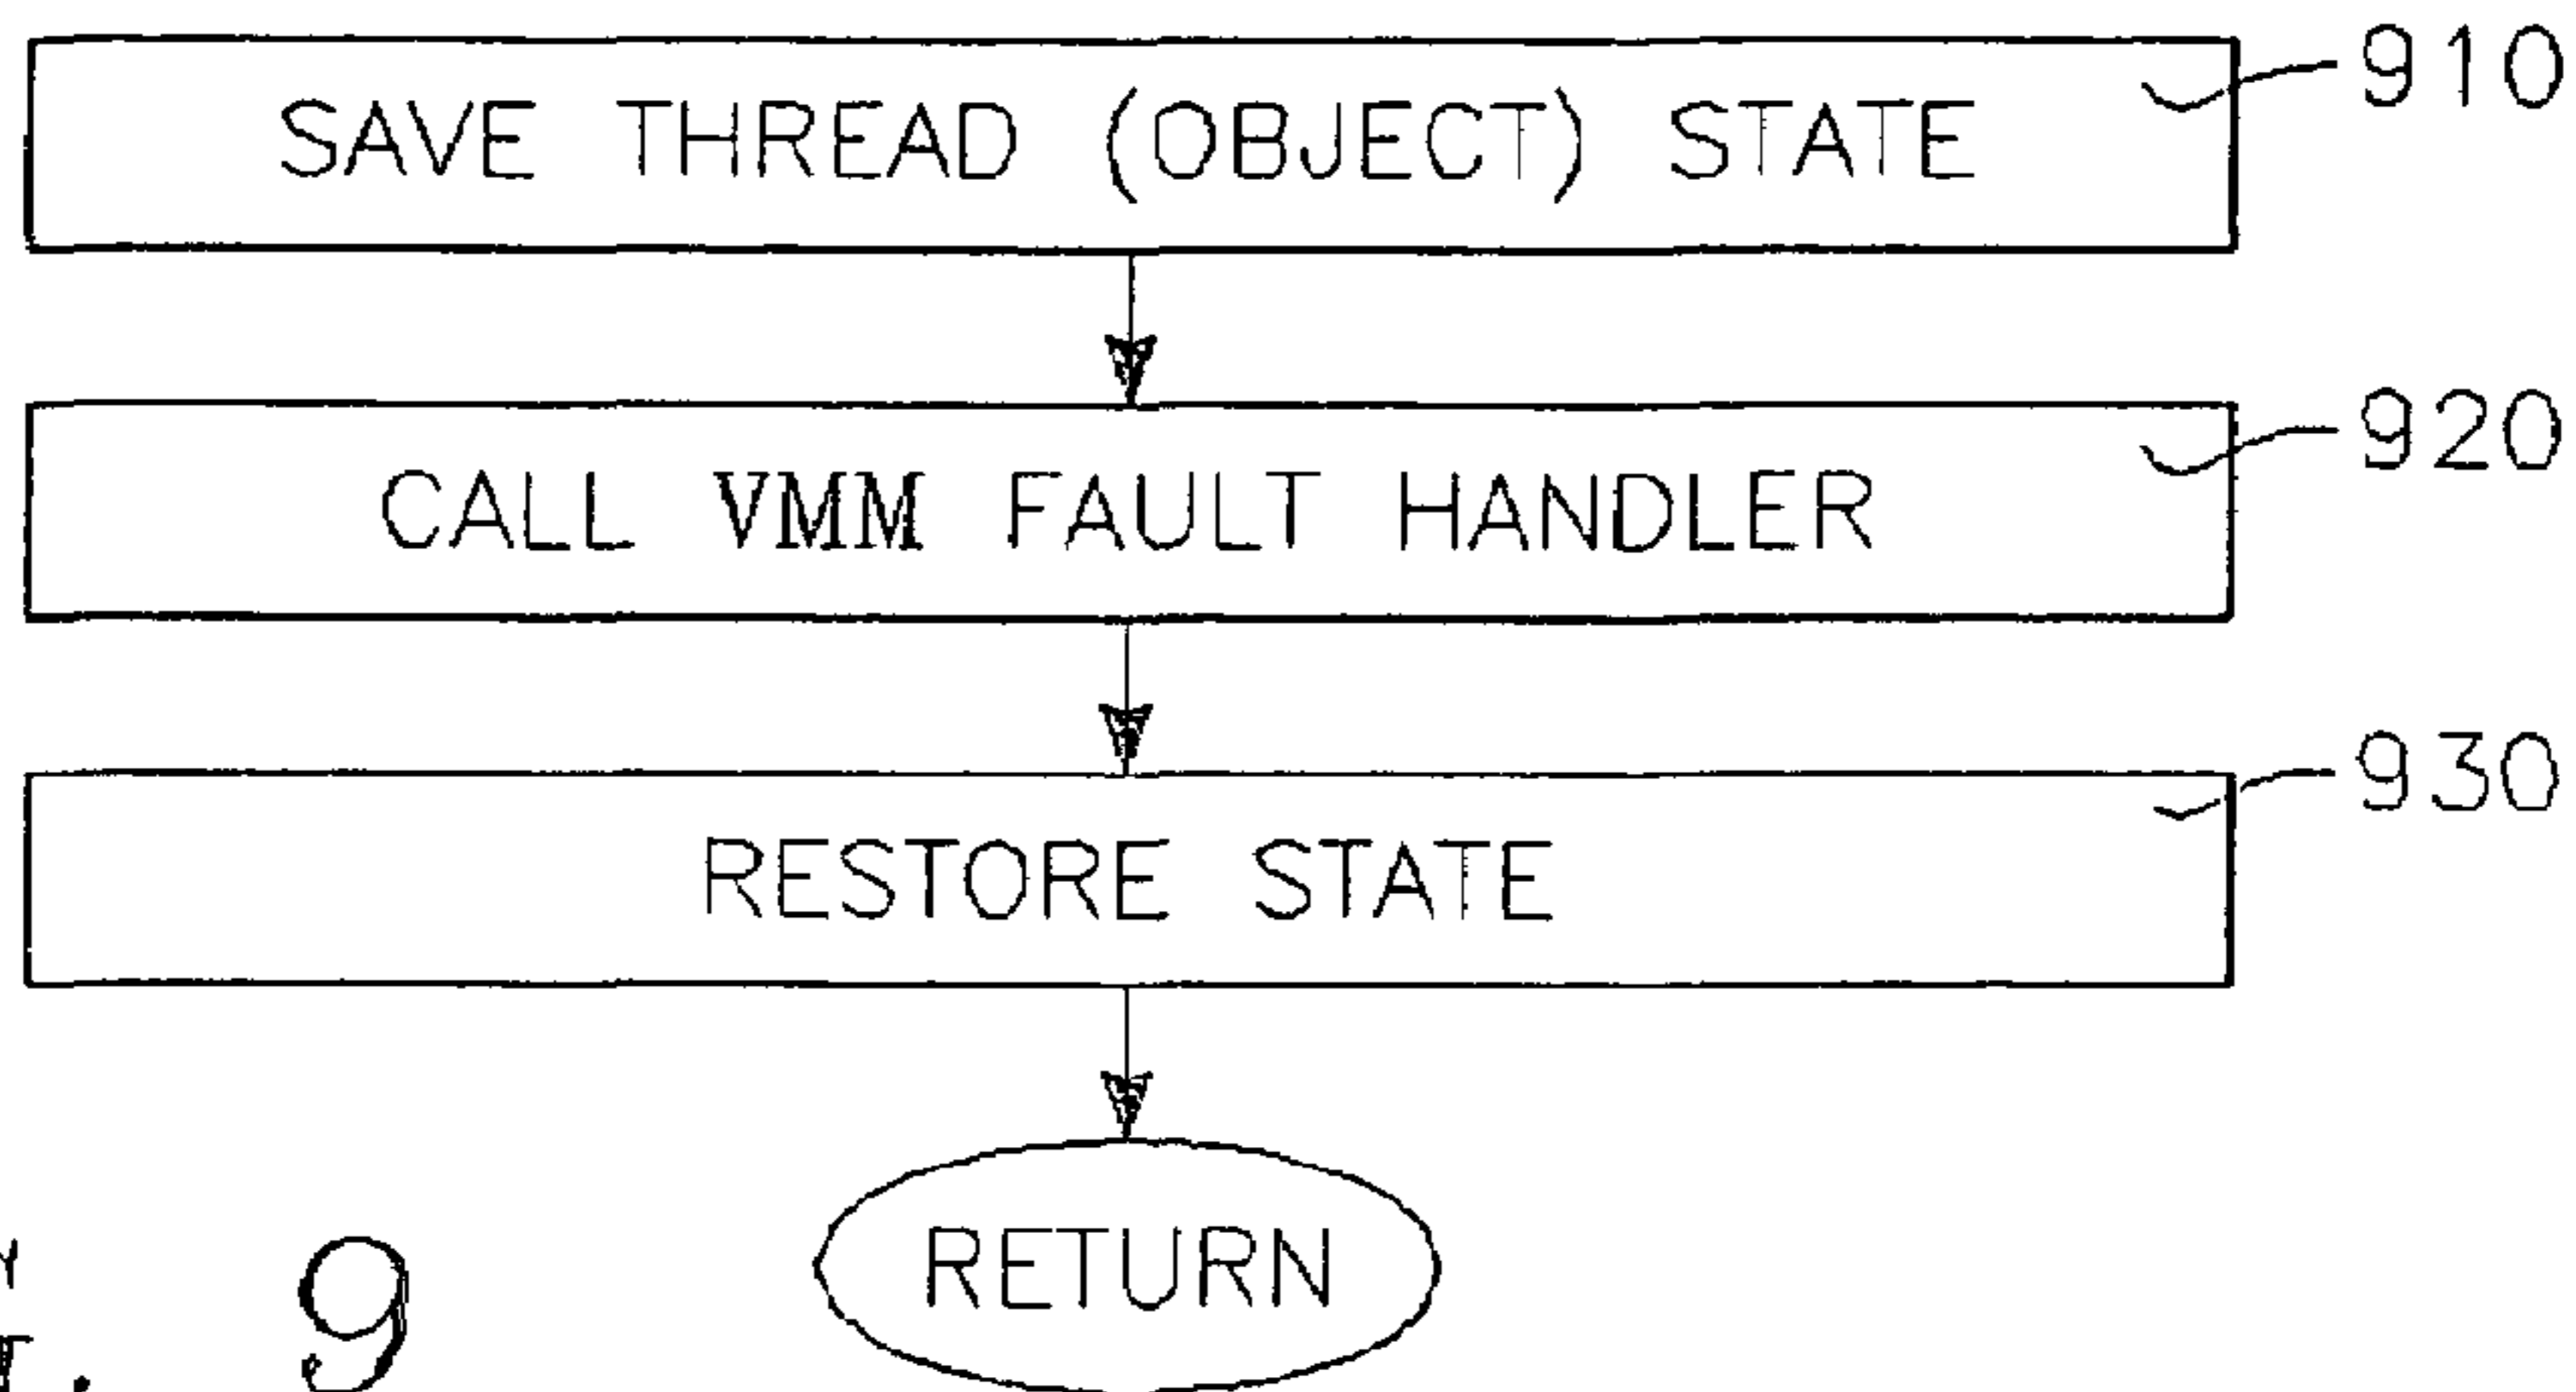 SAVE THREAD (OBJECT) STATE
910
CALL VMM FAULT HANDLER
920
RESTORE STATE
930
RETURN
9